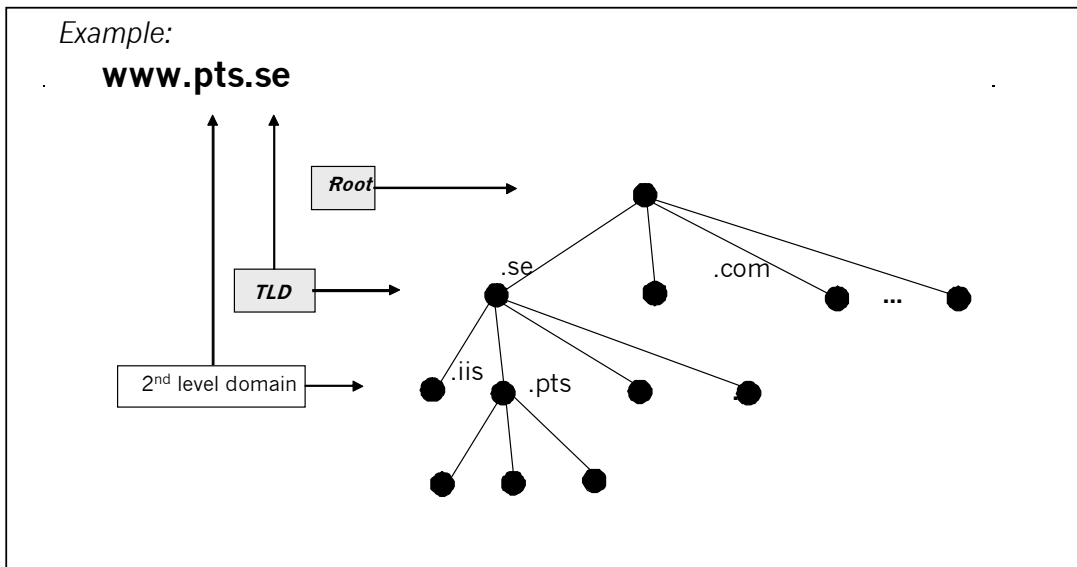 Example:
www.pts.se
Root
.se
.com
TLD
...
.iis
2nd level domain
.pts